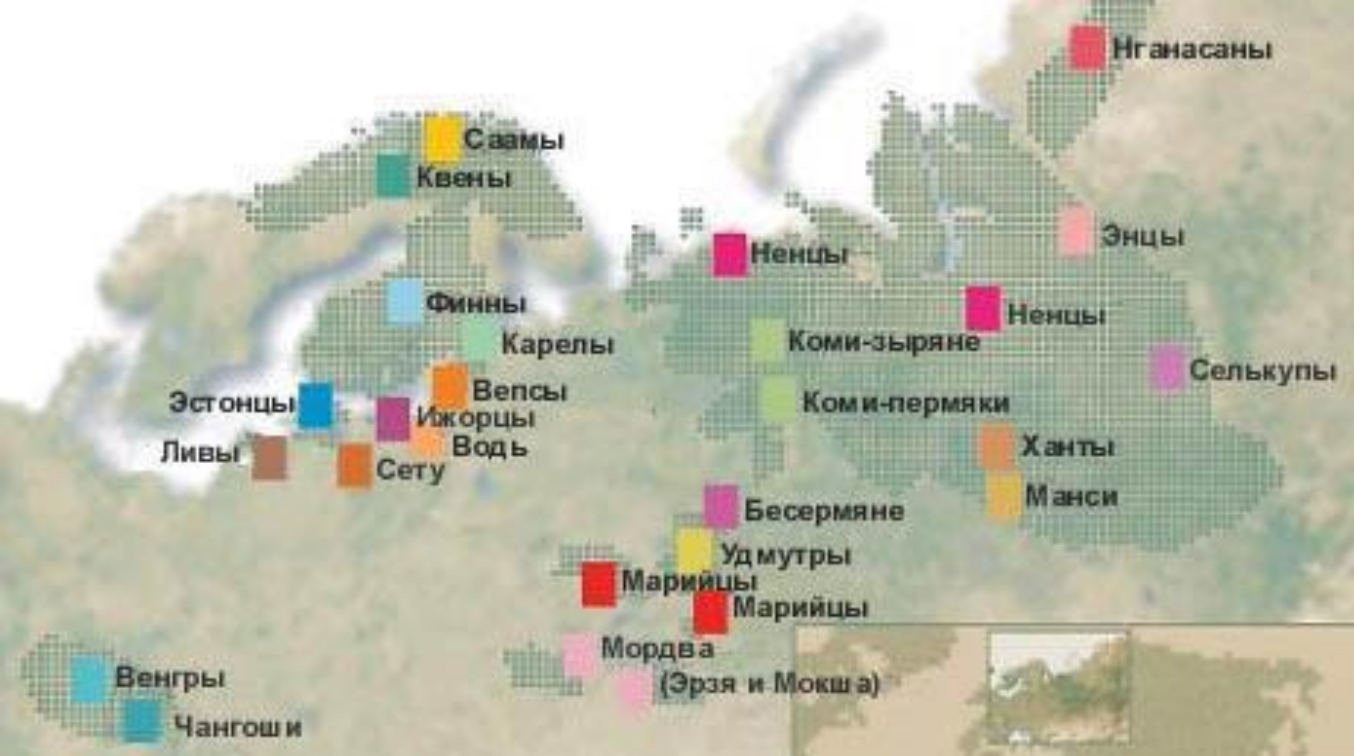 Нганасаны
Саамы
Квены
Энцы
Ненцы
Финны
Ненцы
Карелы
Коми-зыряне
Селькупы
Вепсы
Эстонцы
Коми-пермяки
Ижорцы
Водь
Ливы
Ханты
Сету
Манси
Бесермяне
Удмутры
Марийцы
Марийцы
Мордва
(Эрзя и Мокша)
Венгры
Чангоши